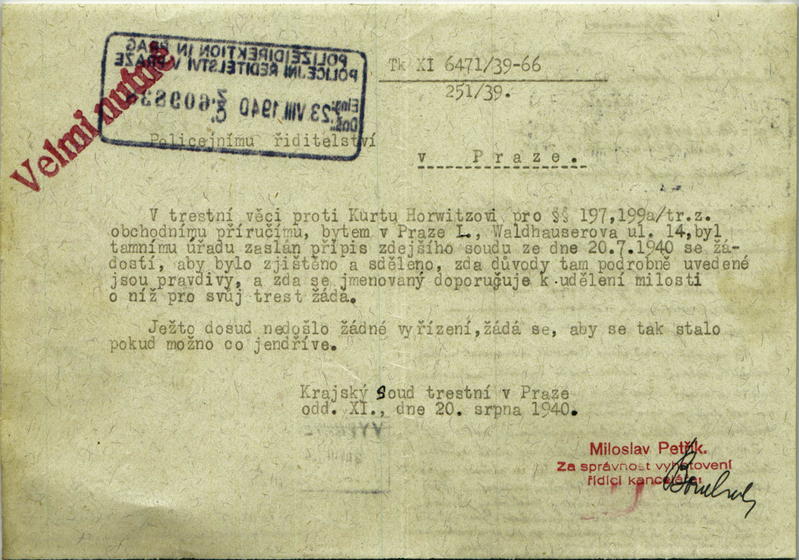 POLIZEIDIREKTION IN PRAG
POLICEJNÍ ŘEDITELSTVÍ V PRAZE
23 VIII 1940
Velmi nutné
Tk XI 6471/39-66
251/39.
Policejnímu řiditelství
v Praze.
V trestní věci proti Kurtu Horwitzovi pro §§ 197,199a/tr.z.
obchodnímu příručímu, bytem v Praze I., Waldhauserova ul. 14,byl
tamnímu úřadu zaslán přípis zdejšího soudu ze dne 20.7.1940 se žá-
dostí, aby bylo zjištěno a sděleno, zda důvody tam podrobně uvedené
jsou pravdivy, a zda se jmenovaný doporučuje k udělení milosti
o níž pro svůj trest žádá.
Ježto dosud nedošlo žádné vyřízení,žádá se, aby se tak stalo
pokud možno co jendříve.
Krajský soud trestní v Praze
odd. XI., dne 20. srpna 1940.
Miloslav Petřík.
Za správnost vyhotovení
řídící kanceláře: